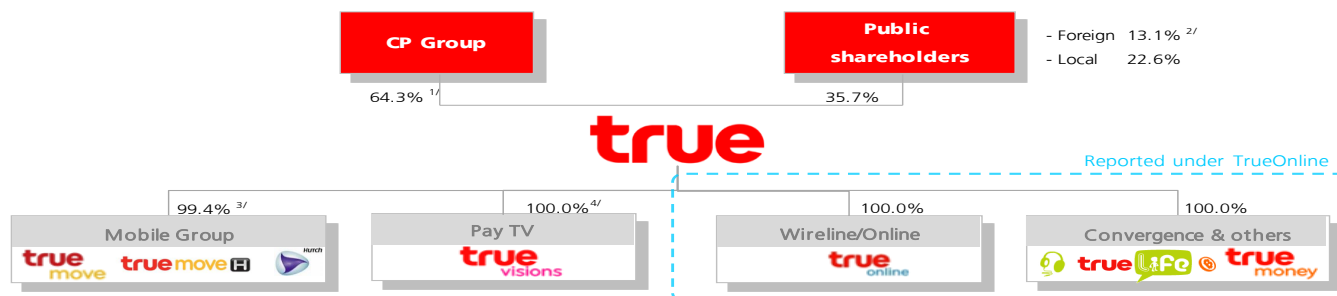 CP Group
Public
shareholders
- Foreign 13.1% 2/
- Local 22.6%
64.3% 1/
35.7%
true
Reported under TrueOnline
99.4% 3/
100.0% 4/
100.0%
100.0%
Mobile Group
Pay TV
Wireline/Online
Convergence & others
true
move
truemove H
Hutch
true
visions
true
online
true Life
true
money